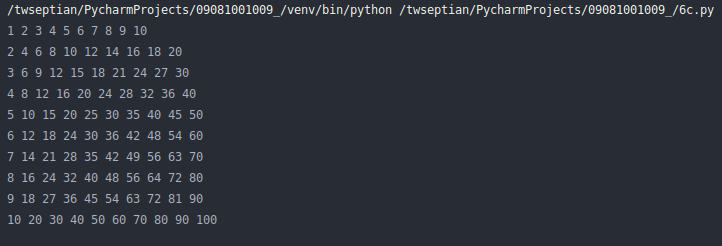 /twseptian/PycharmProjects/09081001009_/venv/bin/python /twseptian/PycharmProjects/09081001009_/6c.py
1 2 3 4 5 6 7 8 9 10
2 4 6 8 10 12 14 16 18 20
3 6 9 12 15 18 21 24 27 30
4 8 12 16 20 24 28 32 36 40
5 10 15 20 25 30 35 40 45 50
6 12 18 24 30 36 42 48 54 60
7 14 21 28 35 42 49 56 63 70
8 16 24 32 40 48 56 64 72 80
9 18 27 36 45 54 63 72 81 90
10 20 30 40 50 60 70 80 90 100